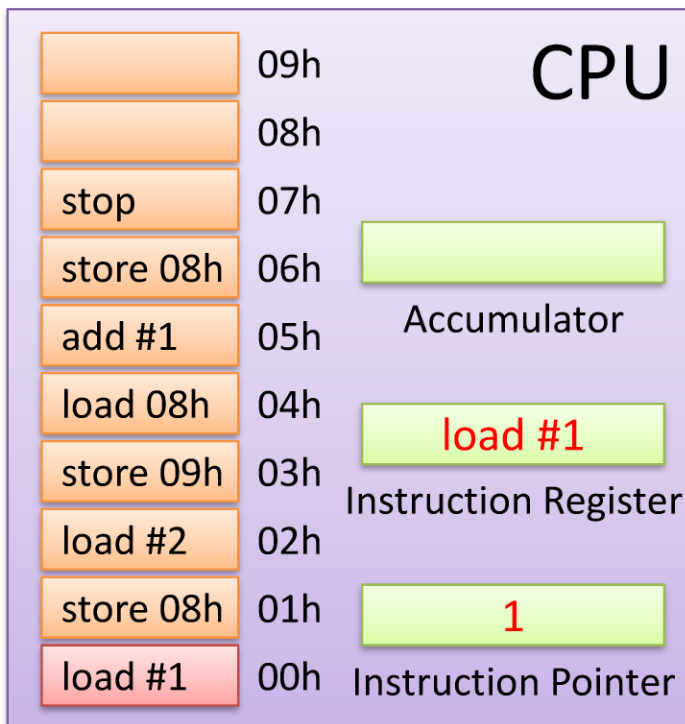 CPU
09h
08h
stop 07h
store 08h 06h
add #1 05h
load 08h 04h
store 09h 03h
load #2 02h
store 08h 01h
load #1 00h
Accumulator
load #1
Instruction Register
1
Instruction Pointer